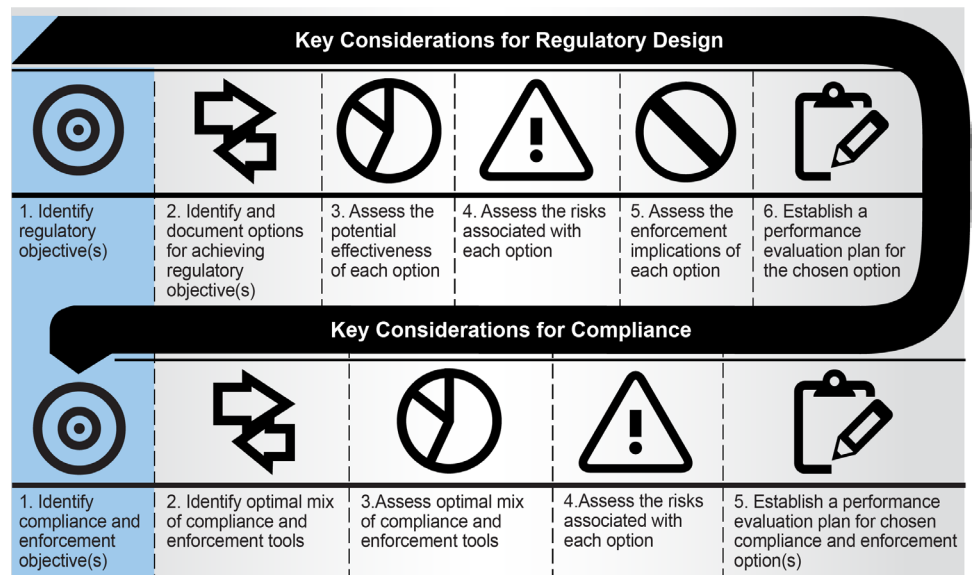 Key Considerations for Regulatory Design
1. Identify
regulatory
objective(s)
2. Identify and
document options
for achieving
regulatory
objective(s)
3. Assess the
potential
effectiveness
of each option
4. Assess the risks
associated with
each option
5. Assess the
enforcement
implications of
each option
6. Establish a
performance
evaluation plan for
the chosen option
Key Considerations for Compliance
1. Identify
compliance and
enforcement
objective(s)
2. Identify optimal mix
of compliance and
enforcement tools
3.Assess optimal mix
of compliance and
enforcement tools
4.Assess the risks
associated with
each option
5. Establish a performance
evaluation plan for chosen
compliance and enforcement
option(s)